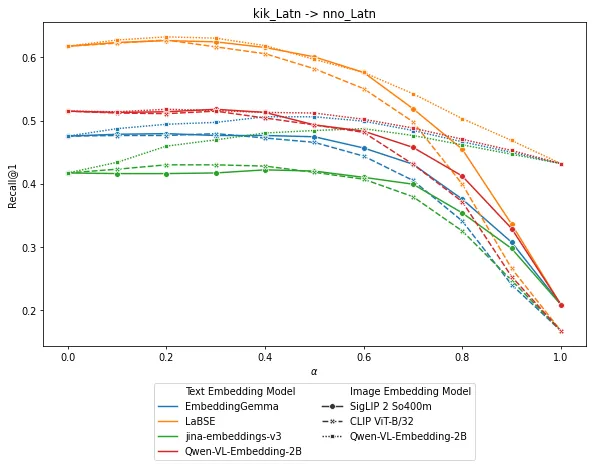 kik_Latn -> nno_Latn
Recall@1
0.6
0.5
0.4
0.3
0.2
0.0 0.2 0.4 0.6 0.8 1.0
α
Text Embedding Model Image Embedding Model
EmbeddingGemma SigLIP 2 So400m
LaBSE CLIP ViT-B/32
jina-embeddings-v3 Qwen-VL-Embedding-2B
Qwen-VL-Embedding-2B